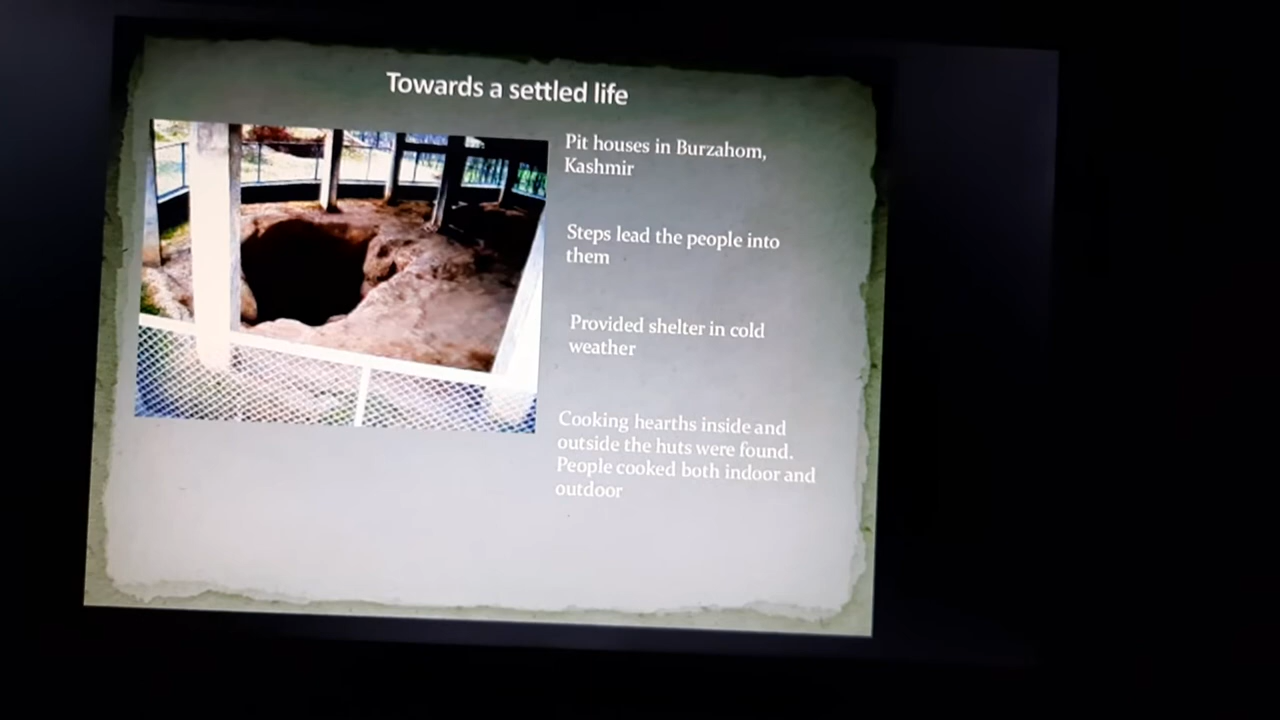 Towards a settled life
Pit houses in Burzahom,
Kashmir
Steps lead the people into
them
Provided shelter in cold
weather
Cooking hearths inside and
outside the huts were found.
People cooked both indoor and
outdoor